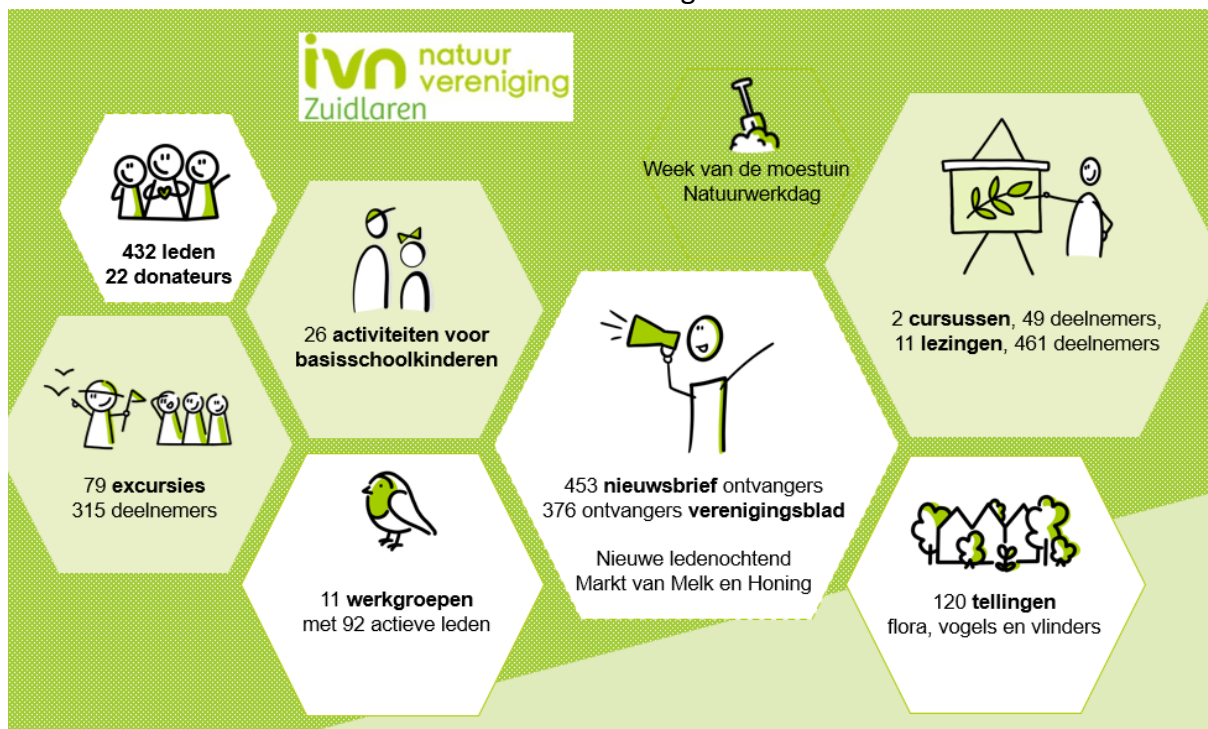 ivn natuur
vereniging
Zuidlaren
432 leden
22 donateurs
26 activiteiten voor
basisschoolkinderen
Week van de moestuin
Natuurwerkdag
2 cursussen, 49 deelnemers,
11 lezingen, 461 deelnemers
79 excursies
315 deelnemers
11 werkgroepen
met 92 actieve leden
453 nieuwsbrief ontvangers
376 ontvangers verenigingsblad
Nieuwe ledenochtend
Markt van Melk en Honing
120 tellingen
flora, vogels en vlinders